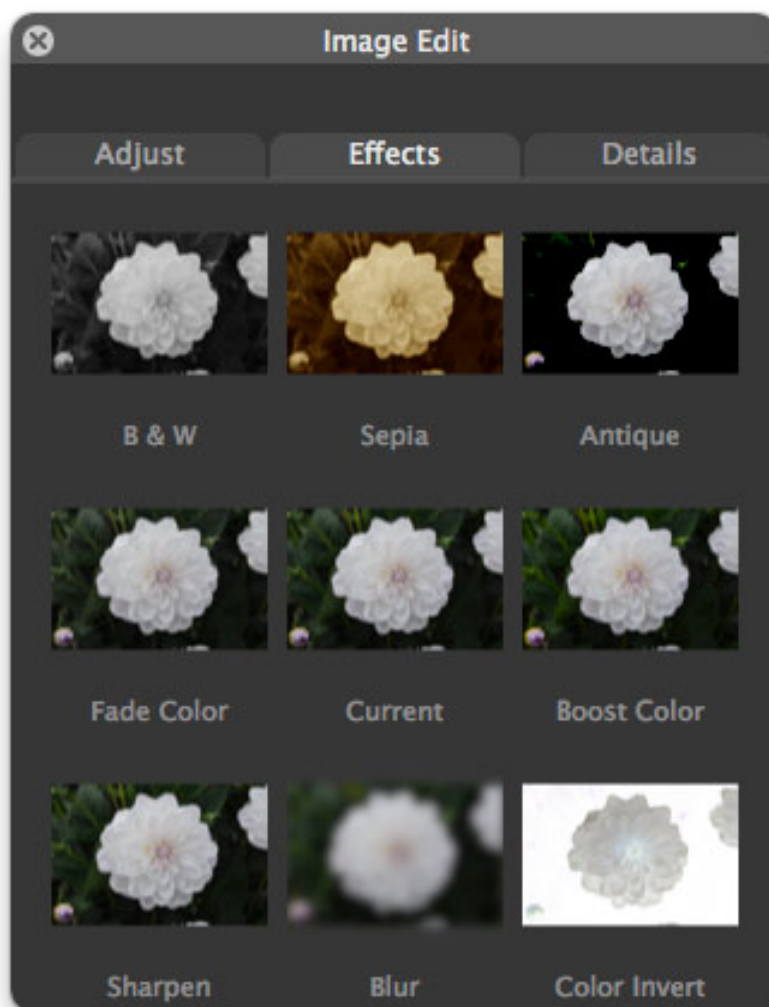 Image Edit
Adjust Effects Details
B & W Sepia Antique
Fade Color Current Boost Color
Sharpen Blur Color Invert